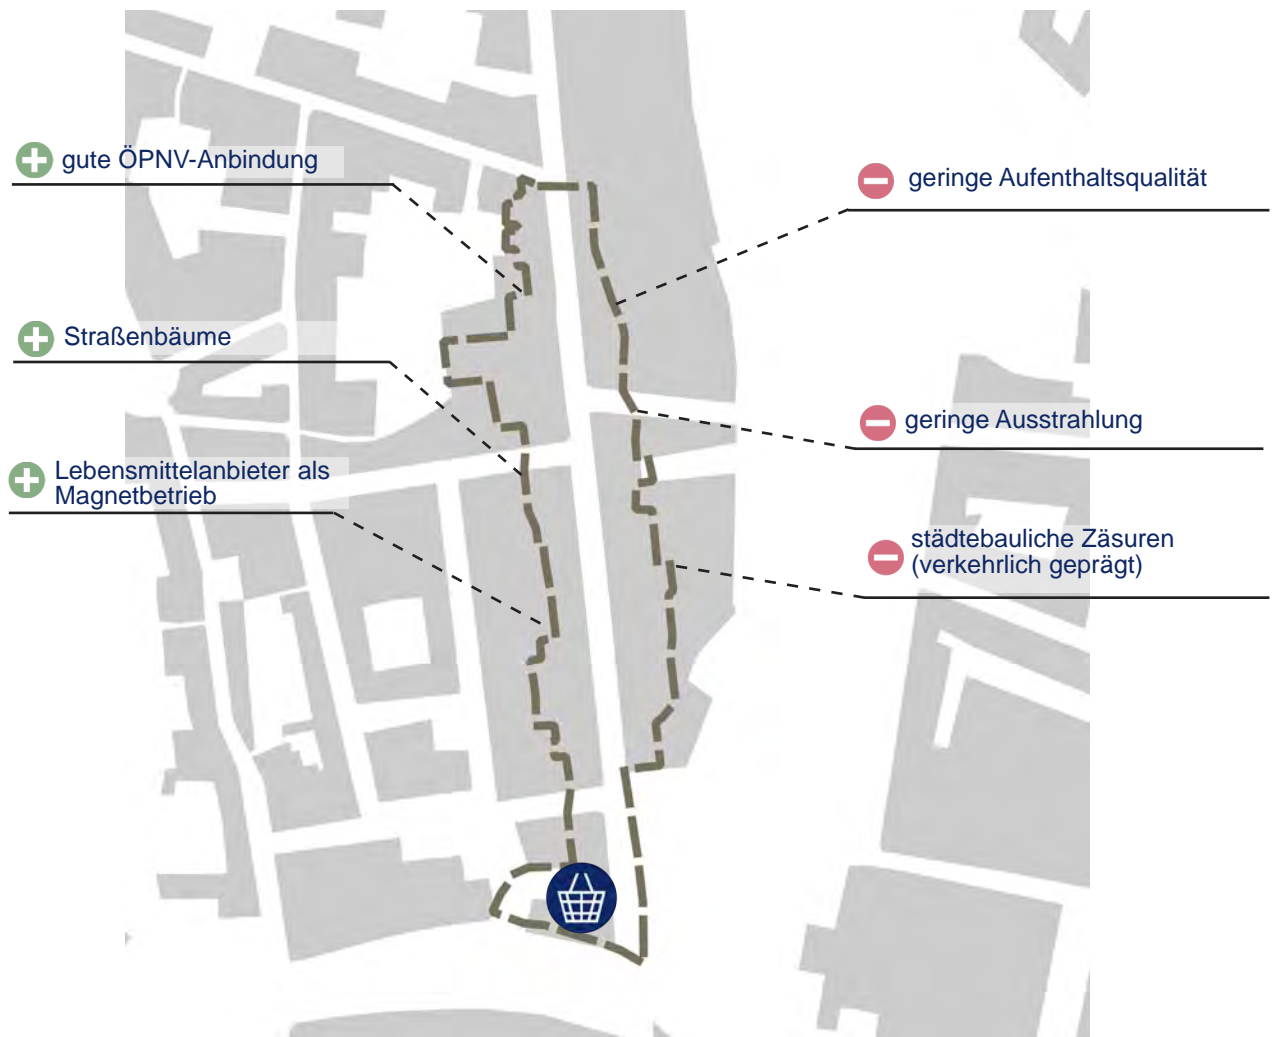 gute ÖPNV-Anbindung
Straßenbäume
Lebensmittelanbieter als
Magnetbetrieb
geringe Aufenthaltsqualität
geringe Ausstrahlung
städtebauliche Zäsuren
(verkehrlich geprägt)